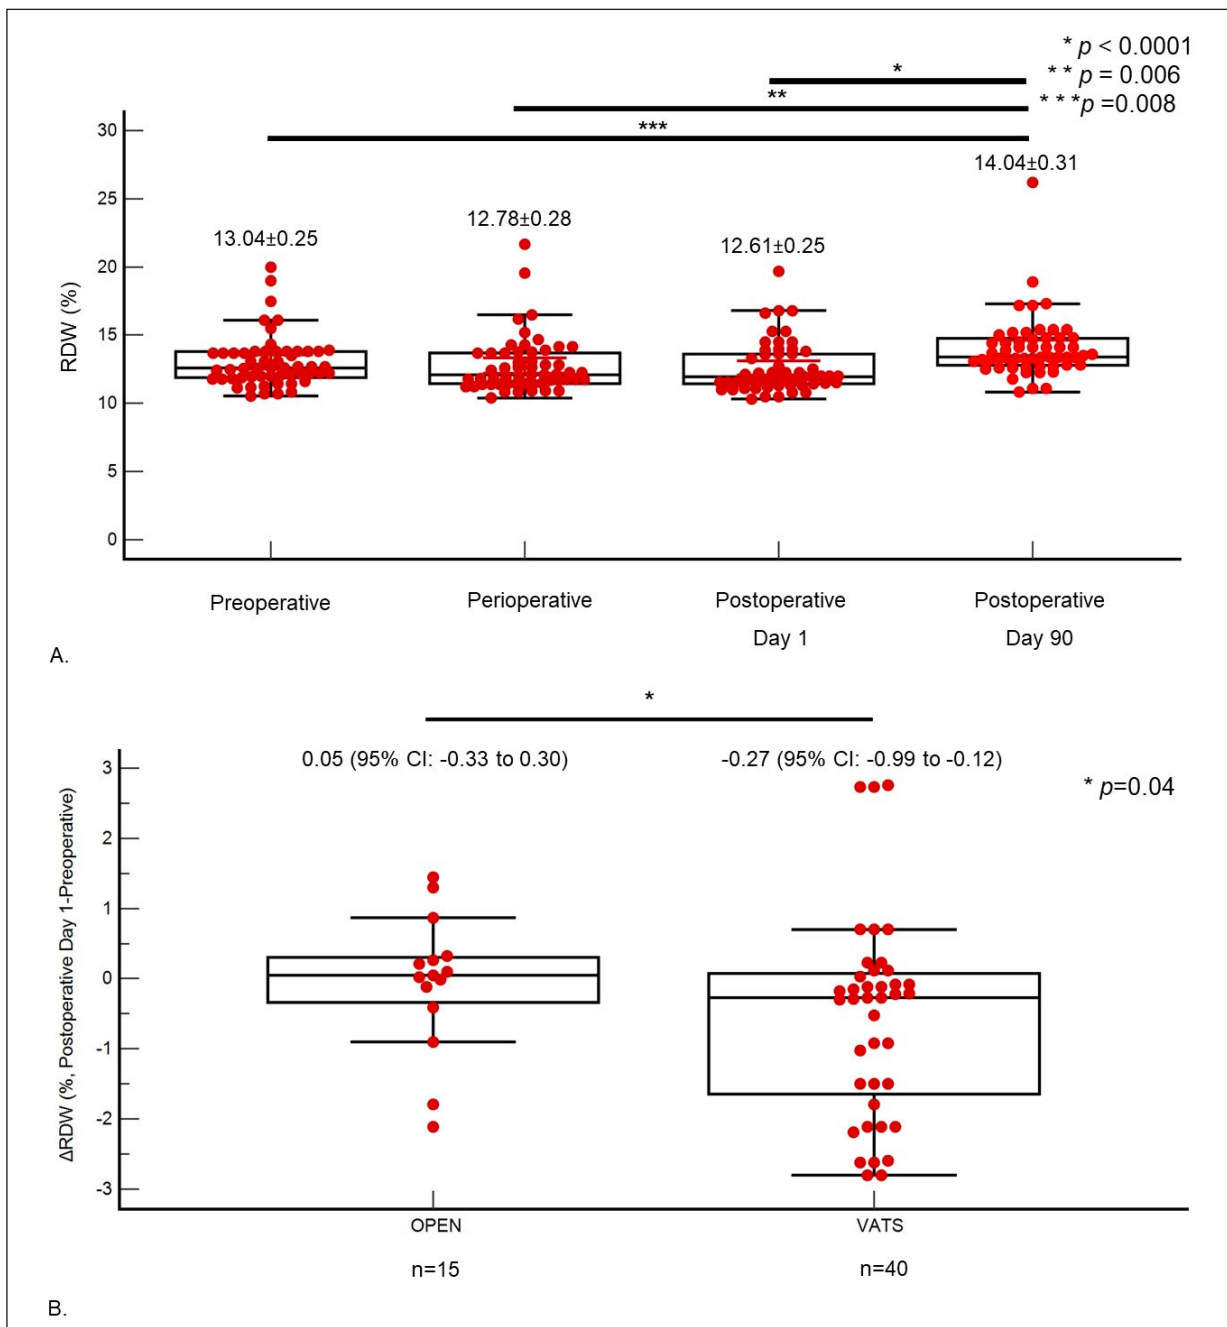 * p < 0.0001
* * p = 0.006
* * *p =0.008
*
**
***
30
25
20
15
10
5
0
RDW (%)
13.04±0.25
12.78±0.28
12.61±0.25
14.04±0.31
Preoperative
Perioperative
Postoperative
Day 1
Postoperative
Day 90
A.
*
0.05 (95% CI: -0.33 to 0.30)
-0.27 (95% CI: -0.99 to -0.12)
* p=0.04
3
2
1
0
-1
-2
-3
ΔRDW (%, Postoperative Day 1-Preoperative)
OPEN
VATS
n=15
n=40
B.